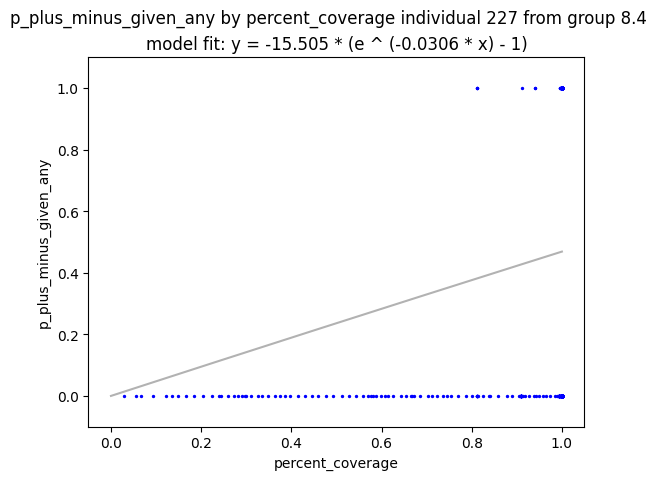 p_plus_minus_given_any by percent_coverage individual 227 from group 8.4
model fit: y = -15.505 * (e ^ (-0.0306 * x) - 1)
1.0
0.8
0.6
0.4
0.2
0.0
p_plus_minus_given_any
0.0 0.2 0.4 0.6 0.8 1.0
percent_coverage